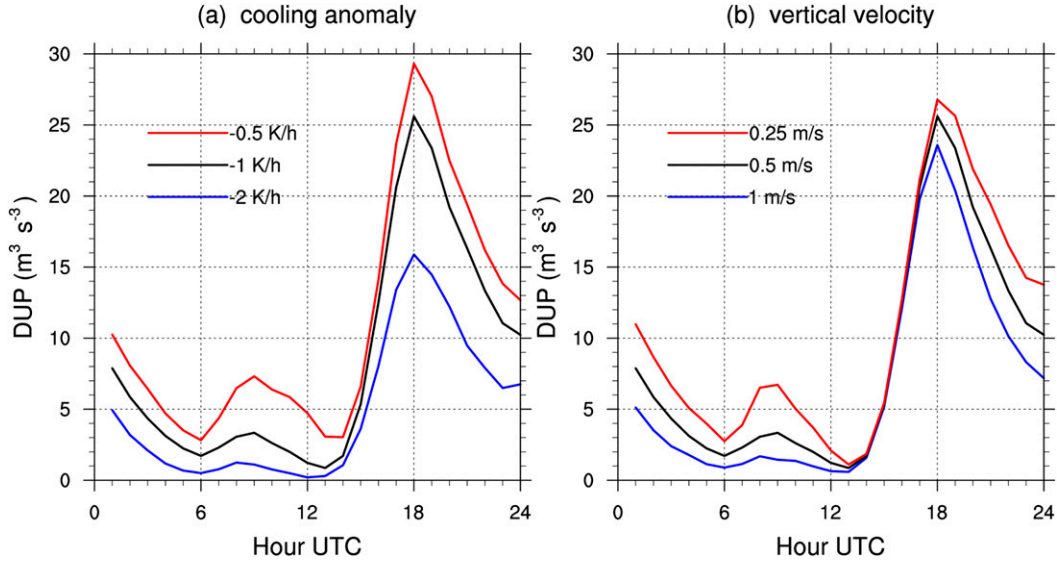 (a) cooling anomaly
30
25
20
15
10
5
0
DUP (m³ s⁻³)
-0.5 K/h
-1 K/h
-2 K/h
0
6
12
18
24
Hour UTC
(b) vertical velocity
30
25
20
15
10
5
0
DUP (m³ s⁻³)
0.25 m/s
0.5 m/s
1 m/s
0
6
12
18
24
Hour UTC